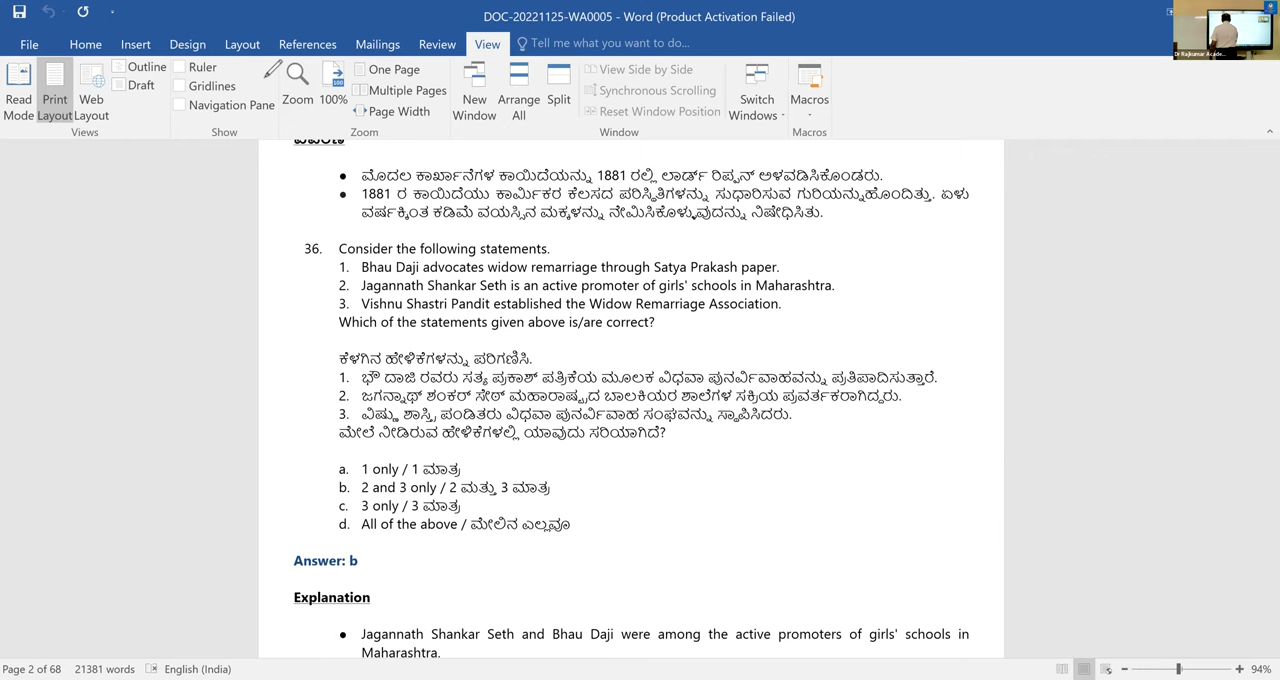 DOC-20221125-WA0005 - Word (Product Activation Failed)
File Home Insert Design Layout References Mailings Review View Tell me what you want to do...
Read Mode
Print Layout
Web Layout
Outline
Draft
Views
Ruler
Gridlines
Navigation Pane
Show
Zoom
100%
One Page
Multiple Pages
Page Width
Zoom
New Window
Arrange All
Split
View Side by Side
Synchronous Scrolling
Reset Window Position
Window
Switch Windows
Macros
Macros
ಮೊದಲ ಕಾರ್ಖಾನೆಗಳ ಕಾಯಿದೆಯನ್ನು 1881 ರಲ್ಲಿ ಲಾರ್ಡ್ ರಿಪ್ಪನ್ ಅಳವಡಿಸಿಕೊಂಡರು.
1881 ರ ಕಾಯಿದೆಯು ಕಾರ್ಮಿಕರ ಕೆಲಸದ ಪರಿಸ್ಥಿತಿಗಳನ್ನು ಸುಧಾರಿಸುವ ಗುರಿಯನ್ನುಹೊಂದಿತ್ತು. ಏಳು
ವರ್ಷಕ್ಕಿಂತ ಕಡಿಮೆ ವಯಸ್ಸಿನ ಮಕ್ಕಳನ್ನು ನೇಮಿಸಿಕೊಳ್ಳುವುದನ್ನು ನಿಷೇಧಿಸಿತು.
36. Consider the following statements.
1. Bhau Daji advocates widow remarriage through Satya Prakash paper.
2. Jagannath Shankar Seth is an active promoter of girls' schools in Maharashtra.
3. Vishnu Shastri Pandit established the Widow Remarriage Association.
Which of the statements given above is/are correct?
ಕೆಳಗಿನ ಹೇಳಿಕೆಗಳನ್ನು ಪರಿಗಣಿಸಿ.
1. ಭೌ ದಾಜಿ ರವರು ಸತ್ಯ ಪ್ರಕಾಶ್ ಪತ್ರಿಕೆಯ ಮೂಲಕ ವಿಧವಾ ಪುನರ್ವಿವಾಹವನ್ನು ಪ್ರತಿಪಾದಿಸುತ್ತಾರೆ.
2. ಜಗನ್ನಾಥ್ ಶಂಕರ್ ಸೇಠ್ ಮಹಾರಾಷ್ಟ್ರದ ಬಾಲಕಿಯರ ಶಾಲೆಗಳ ಸಕ್ರಿಯ ಪ್ರವರ್ತಕರಾಗಿದ್ದರು.
3. ವಿಷ್ಣು ಶಾಸ್ತ್ರಿ ಪಂಡಿತರು ವಿಧವಾ ಪುನರ್ವಿವಾಹ ಸಂಘವನ್ನು ಸ್ಥಾಪಿಸಿದರು.
ಮೇಲೆ ನೀಡಿರುವ ಹೇಳಿಕೆಗಳಲ್ಲಿ ಯಾವುದು ಸರಿಯಾಗಿದೆ?
a. 1 only / 1 ಮಾತ್ರ
b. 2 and 3 only / 2 ಮತ್ತು 3 ಮಾತ್ರ
c. 3 only / 3 ಮಾತ್ರ
d. All of the above / ಮೇಲಿನ ಎಲ್ಲವೂ
Answer: b
Explanation
Jagannath Shankar Seth and Bhau Daji were among the active promoters of girls' schools in
Maharashtra.
Page 2 of 68 21381 words English (India) 94%